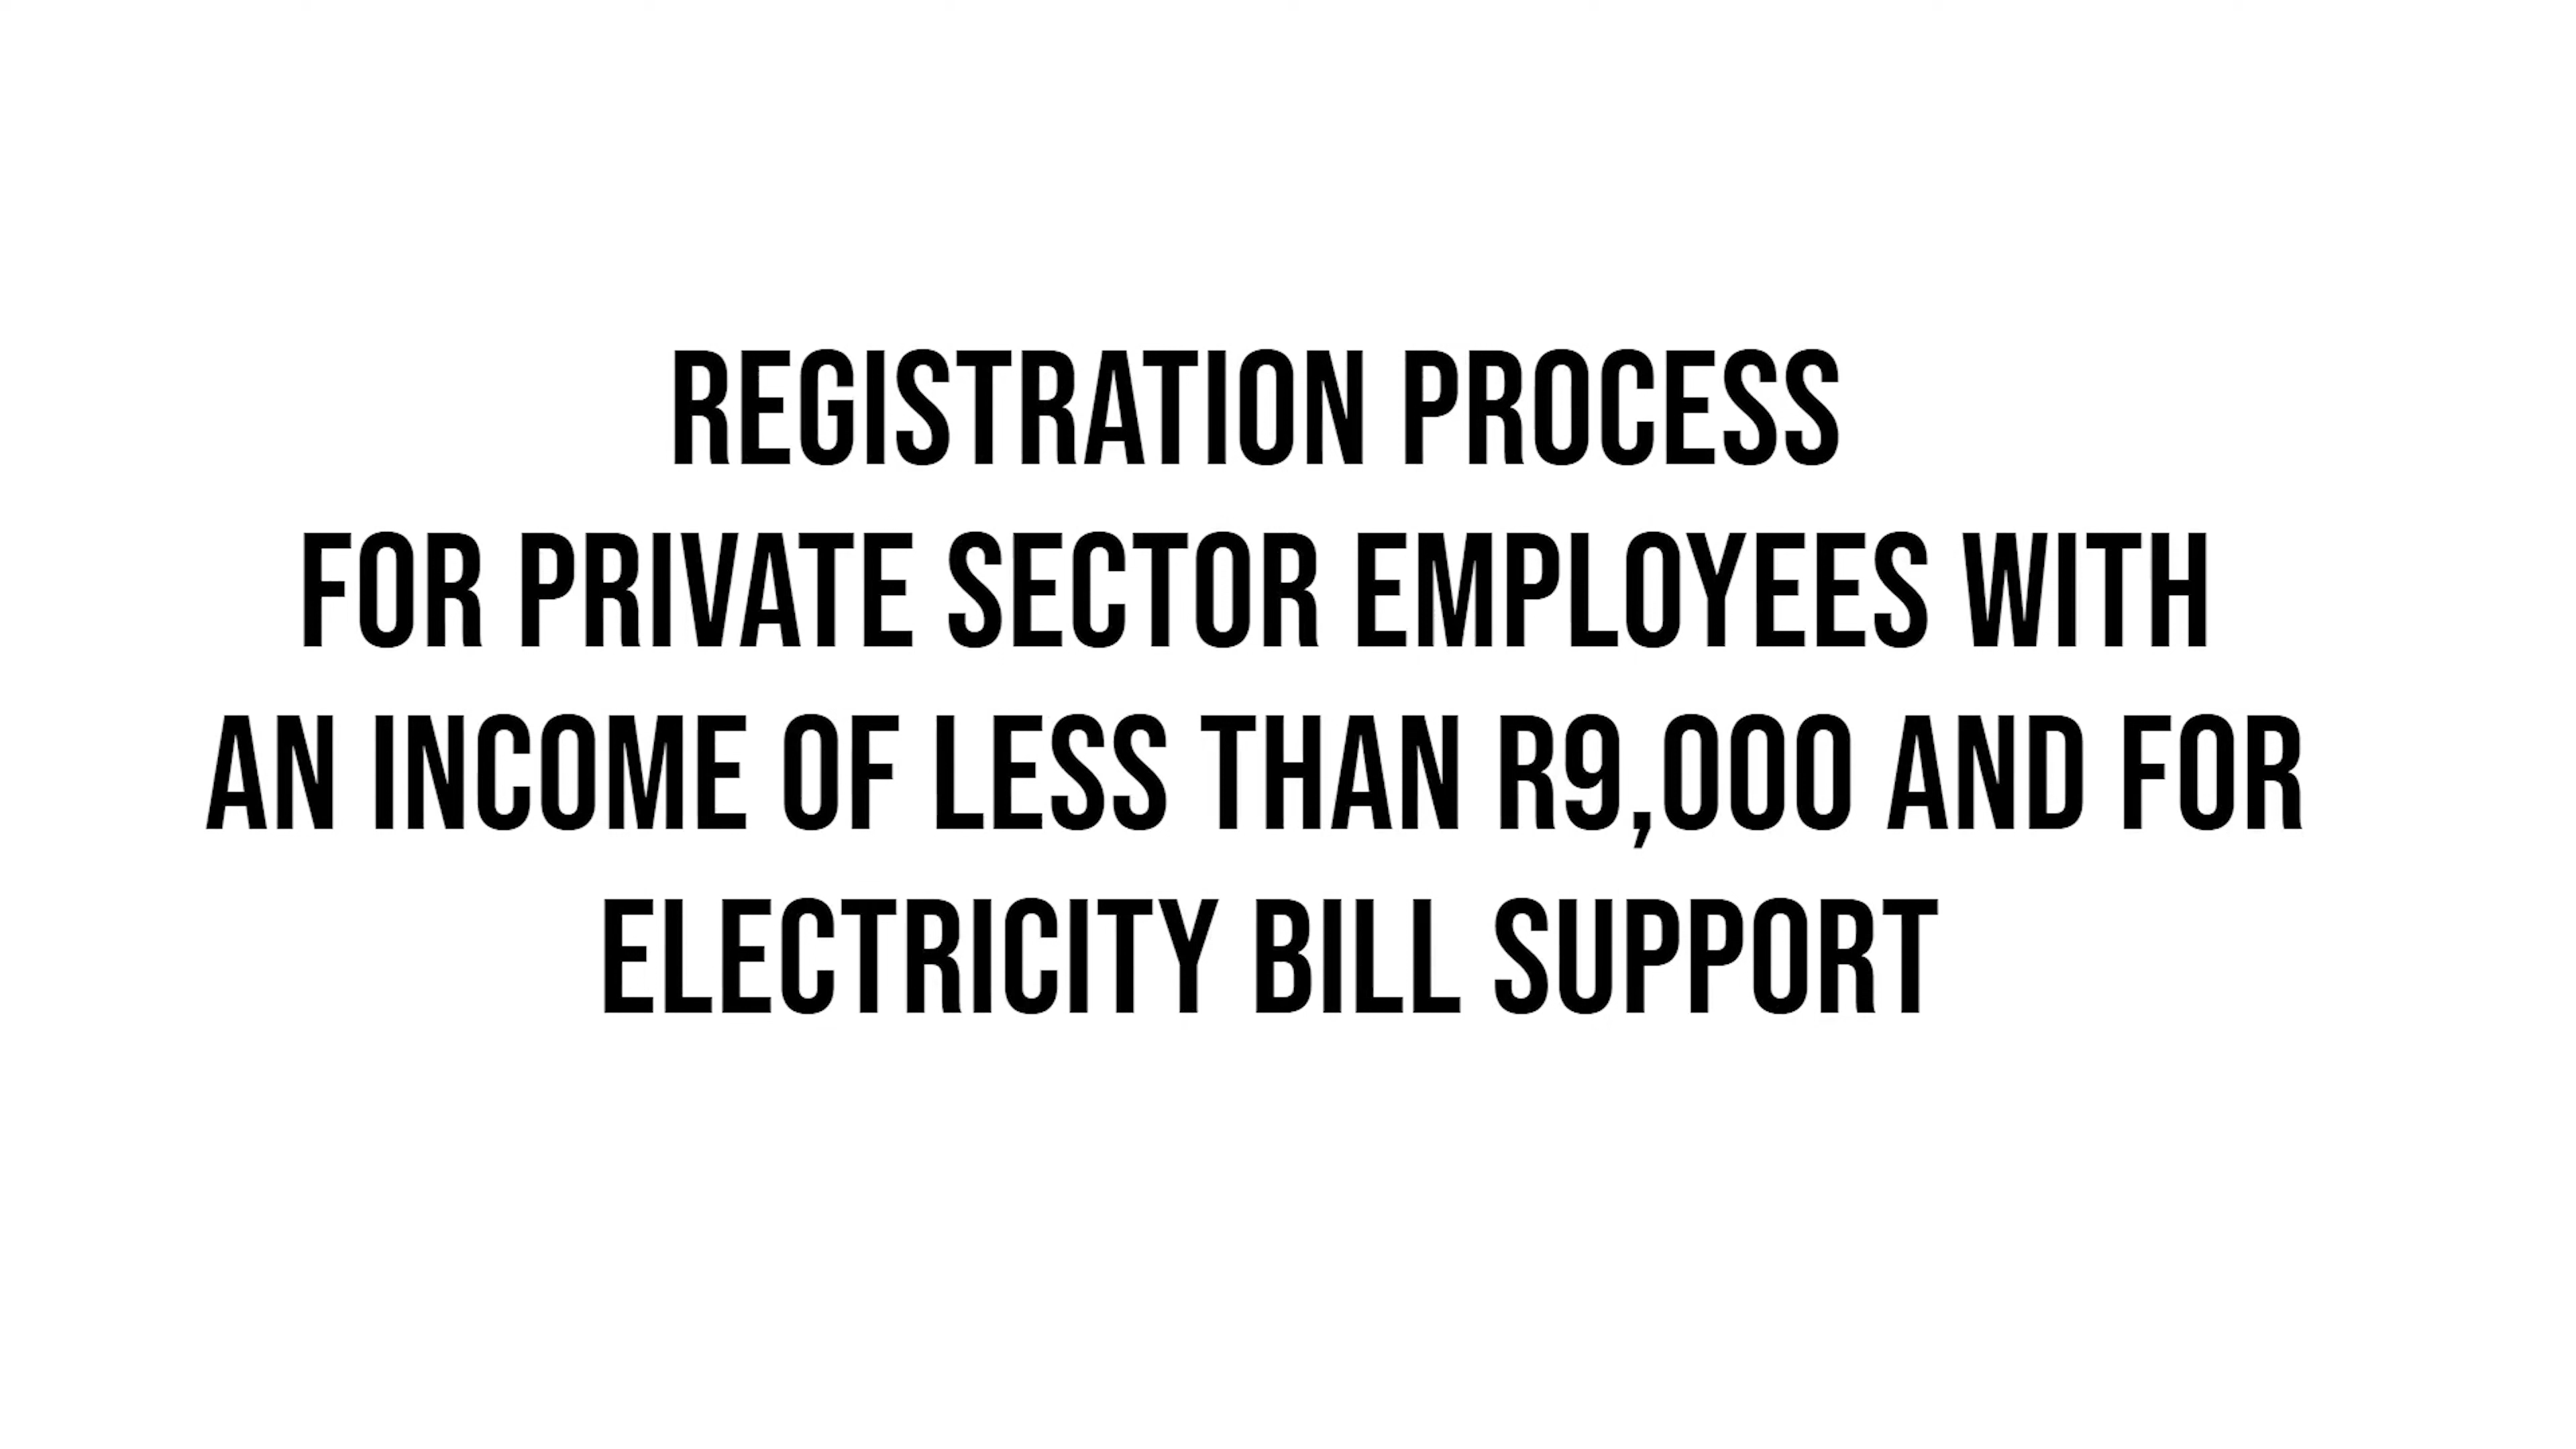 REGISTRATION PROCESS
FOR PRIVATE SECTOR EMPLOYEES WITH
AN INCOME OF LESS THAN R9,000 AND FOR
ELECTRICITY BILL SUPPORT